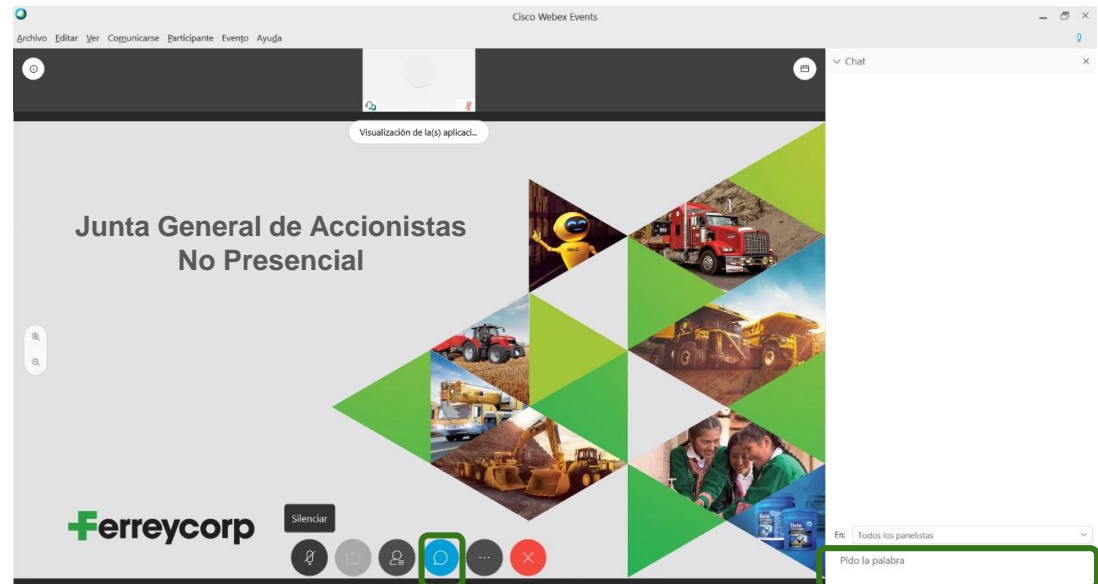 Cisco Webex Events
Archivo Editar Ver Comunicarse Participante Evento Ayuda
Chat
Visualización de la(s) aplicaci...
Junta General de Accionistas
No Presencial
Ferreycorp
Silenciar
En: Todos los panelistas
Pido la palabra